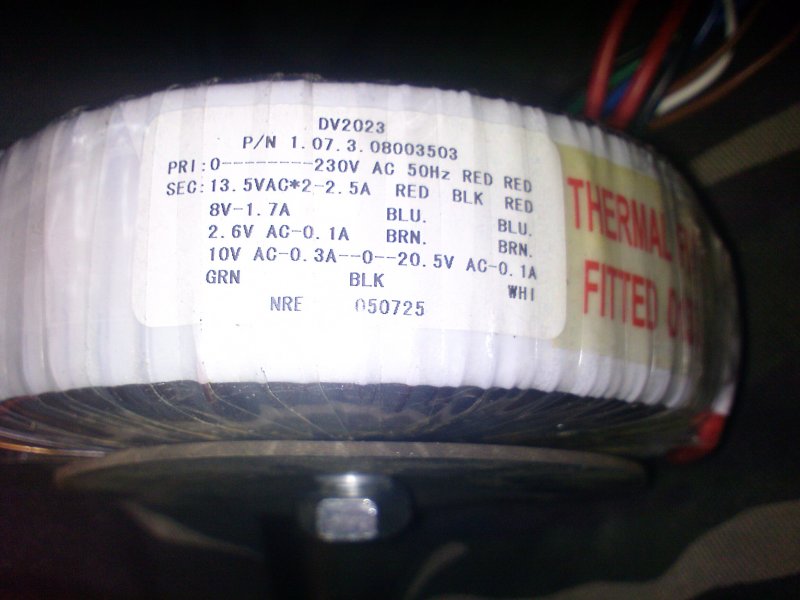 DV2023
P/N 1.07.3.08003503
PRI:0--------230V AC 50Hz RED RED
SEC:13.5VAC*2-2.5A RED BLK RED
8V-1.7A BLU. BLU.
2.6V AC-0.1A BRN. BRN.
10V AC-0.3A--0--20.5V AC-0.1A
GRN BLK WHI
NRE 050725
THERMAL
FITTED